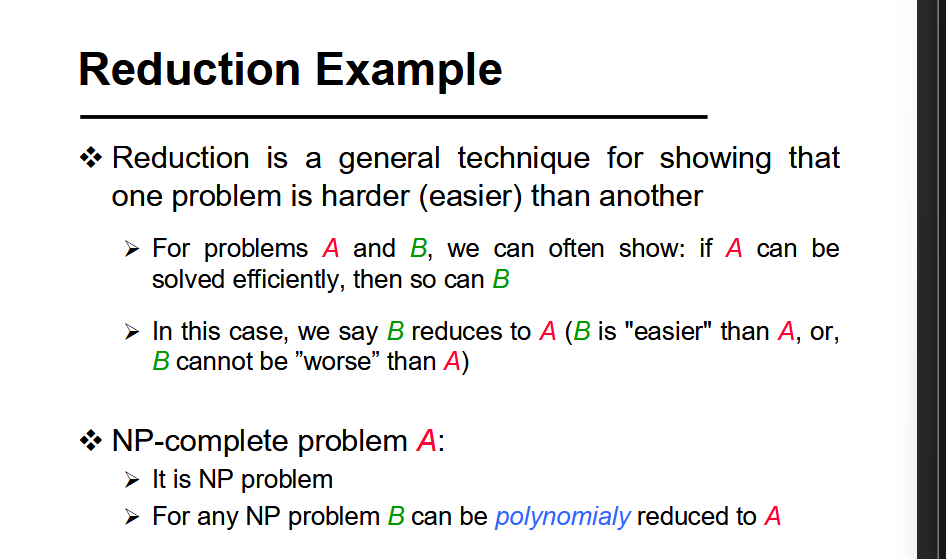 Reduction Example
❖ Reduction is a general technique for showing that
one problem is harder (easier) than another
➢ For problems A and B, we can often show: if A can be
solved efficiently, then so can B
➢ In this case, we say B reduces to A (B is "easier" than A, or,
B cannot be ”worse” than A)
❖ NP-complete problem A:
➢ It is NP problem
➢ For any NP problem B can be polynomialy reduced to A